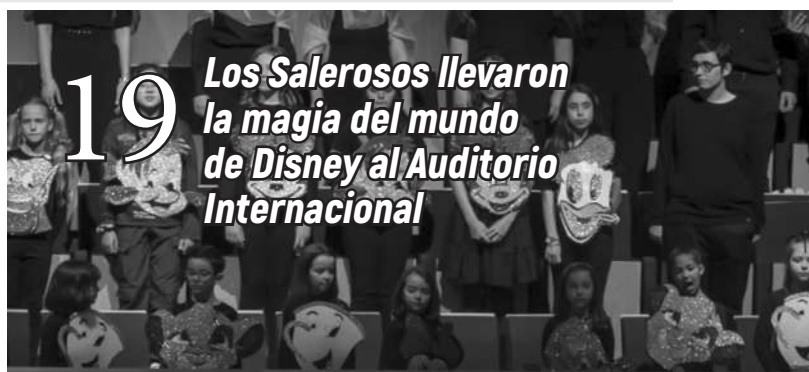 19
Los Salerosos llevaron
la magia del mundo
de Disney al Auditorio
Internacional